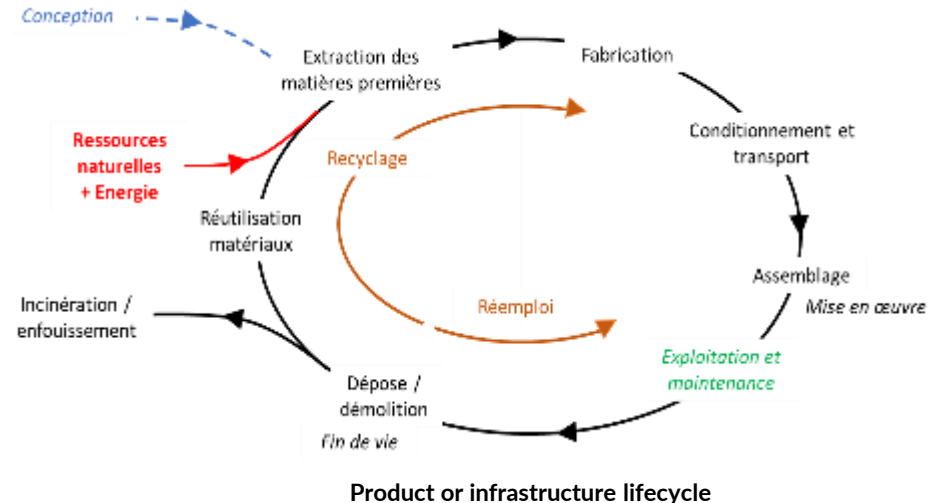 Conception
Extraction des
matières premières
Fabrication
Ressources
naturelles
+ Energie
Recyclage
Conditionnement et
transport
Réutilisation
matériaux
Assemblage
Mise en œuvre
Incinération /
enfouissement
Réemploi
Exploitation et
maintenance
Dépose /
démolition
Fin de vie
Product or infrastructure lifecycle